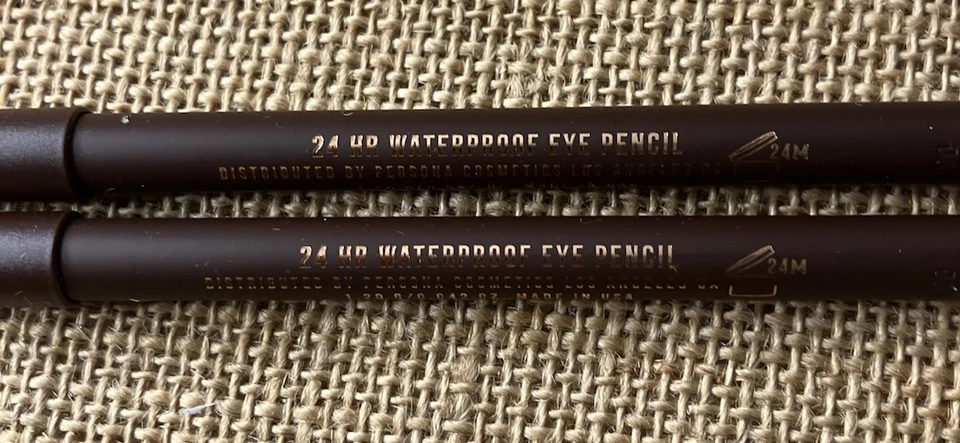 24 HR WATERPROOF EYE PENCIL
24M
DISTRIBUTED BY PERSONA COSMETICS LOS ANGELES CA
24 HR WATERPROOF EYE PENCIL
24M
DISTRIBUTED BY PERSONA COSMETICS LOS ANGELES CA
MADE IN USA